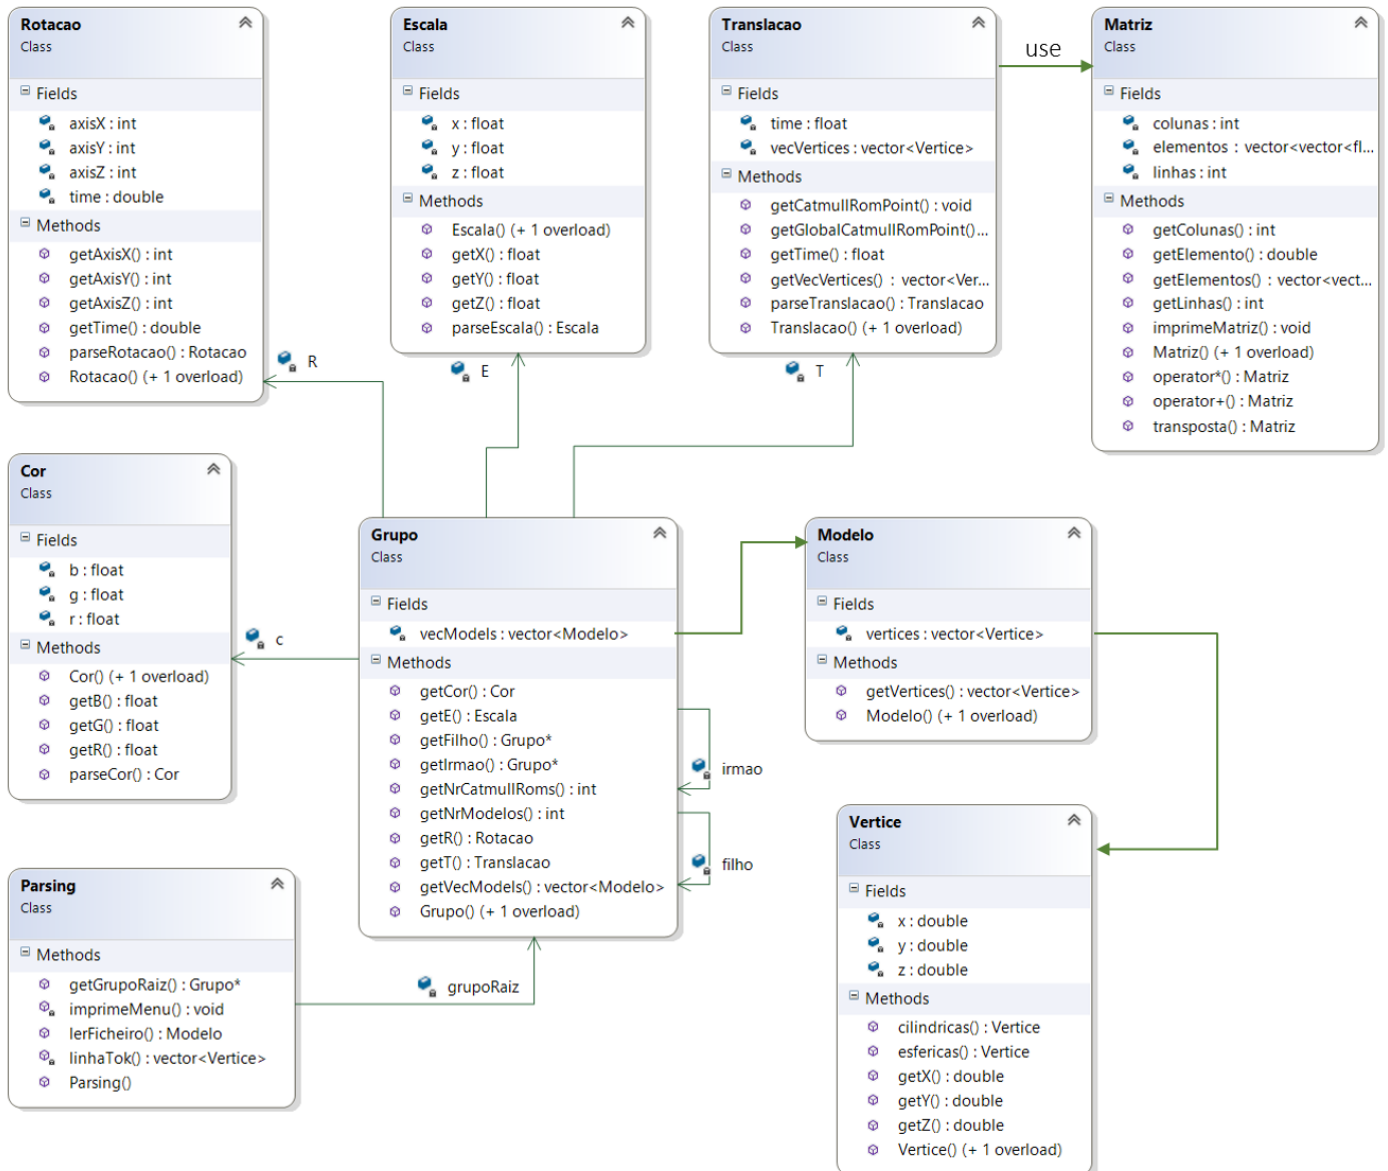 Rotacao
Class
Fields
axisX : int
axisY : int
axisZ : int
time : double
Methods
getAxisX() : int
getAxisY() : int
getAxisZ() : int
getTime() : double
parseRotacao() : Rotacao
Rotacao() (+ 1 overload)
R
Escala
Class
Fields
x : float
y : float
z : float
Methods
Escala() (+ 1 overload)
getX() : float
getY() : float
getZ() : float
parseEscala() : Escala
E
Translacao
Class
Fields
time : float
vecVertices : vector<Vertice>
Methods
getCatmullRomPoint() : void
getGlobalCatmullRomPoint()...
getTime() : float
getVecVertices() : vector<Ver...
parseTranslacao() : Translacao
Translacao() (+ 1 overload)
T
use
Matriz
Class
Fields
colunas : int
elementos : vector<vector<fl...
linhas : int
Methods
getColunas() : int
getElemento() : double
getElementos() : vector<vect...
getLinhas() : int
imprimeMatriz() : void
Matriz() (+ 1 overload)
operator*() : Matriz
operator+() : Matriz
transposta() : Matriz
Cor
Class
Fields
b : float
g : float
r : float
Methods
Cor() (+ 1 overload)
getB() : float
getG() : float
getR() : float
parseCor() : Cor
c
Grupo
Class
Fields
vecModels : vector<Modelo>
Methods
getCor() : Cor
getE() : Escala
getFilho() : Grupo*
getIrmao() : Grupo*
getNrCatmullRoms() : int
getNrModelos() : int
getR() : Rotacao
getT() : Translacao
getVecModels() : vector<Modelo>
Grupo() (+ 1 overload)
irmao
filho
Modelo
Class
Fields
vertices : vector<Vertice>
Methods
getVertices() : vector<Vertice>
Modelo() (+ 1 overload)
Parsing
Class
Methods
getGrupoRaiz() : Grupo*
imprimeMenu() : void
lerFicheiro() : Modelo
linhaTok() : vector<Vertice>
Parsing()
grupoRaiz
Vertice
Class
Fields
x : double
y : double
z : double
Methods
cilindricas() : Vertice
esfericas() : Vertice
getX() : double
getY() : double
getZ() : double
Vertice() (+ 1 overload)